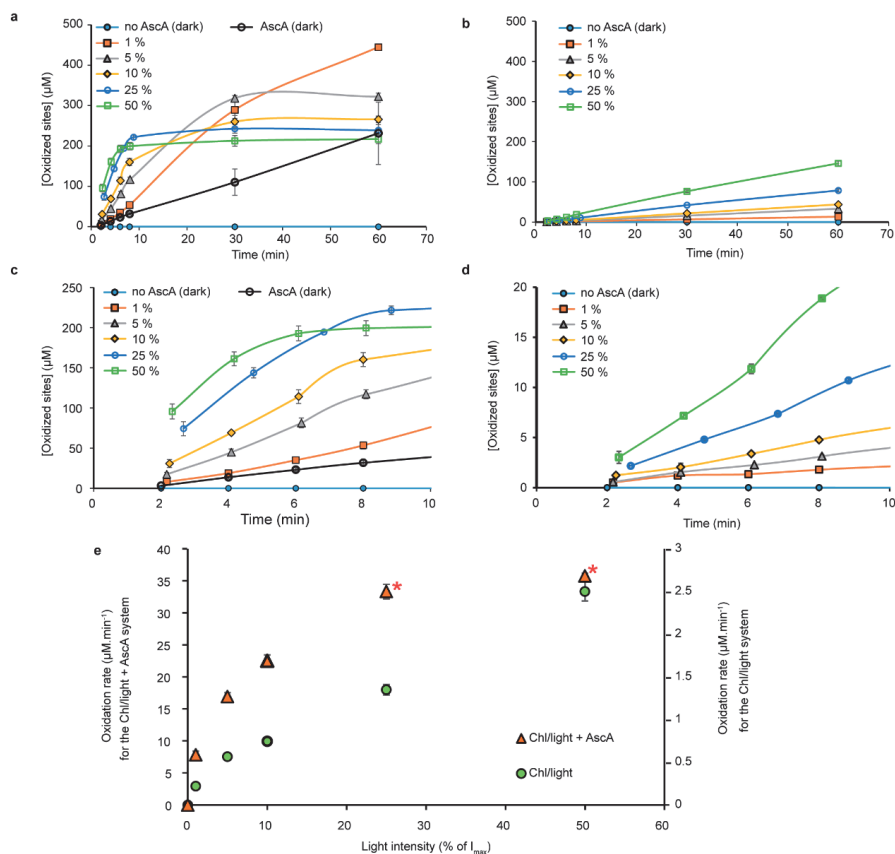 a
no AscA (dark)
AscA (dark)
1 %
5 %
10 %
25 %
50 %
[Oxidized sites] (µM)
500
400
300
200
100
0
0 10 20 30 40 50 60 70
Time (min)
b
no AscA (dark)
1 %
5 %
10 %
25 %
50 %
[Oxidized sites] (µM)
500
400
300
200
100
0
0 10 20 30 40 50 60 70
Time (min)
c
no AscA (dark)
AscA (dark)
1 %
5 %
10 %
25 %
50 %
[Oxidized sites] (µM)
250
200
150
100
50
0
0 2 4 6 8 10
Time (min)
d
no AscA (dark)
1 %
5 %
10 %
25 %
50 %
[Oxidized sites] (µM)
20
15
10
5
0
0 2 4 6 8 10
Time (min)
e
Oxidation rate (µM.min⁻¹)
for the Chl/light + AscA system
40
35
30
25
20
15
10
5
0
*
*
Chl/light + AscA
Chl/light
3
2.5
2
1.5
1
0.5
0
Oxidation rate (µM.min⁻¹)
for the Chl/light system
0 10 20 30 40 50 60
Light intensity (% of Imax)